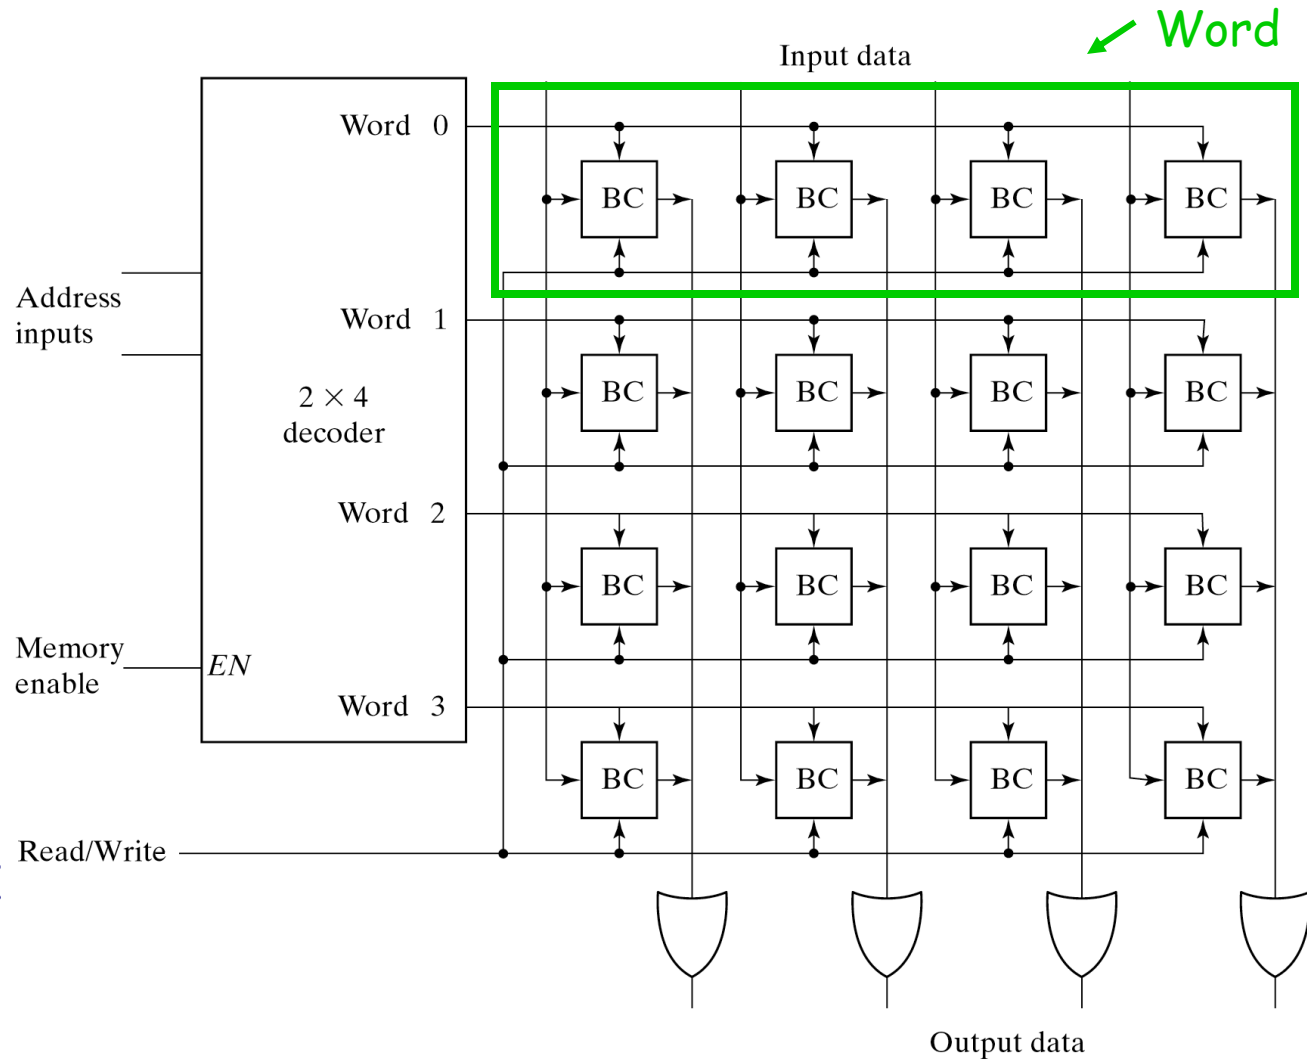 Word
Input data
Word 0
BC BC BC BC
Address
inputs
Word 1
BC BC BC BC
2 × 4
decoder
Word 2
BC BC BC BC
Memory
enable
EN
Word 3
BC BC BC BC
Read/Write
Output data